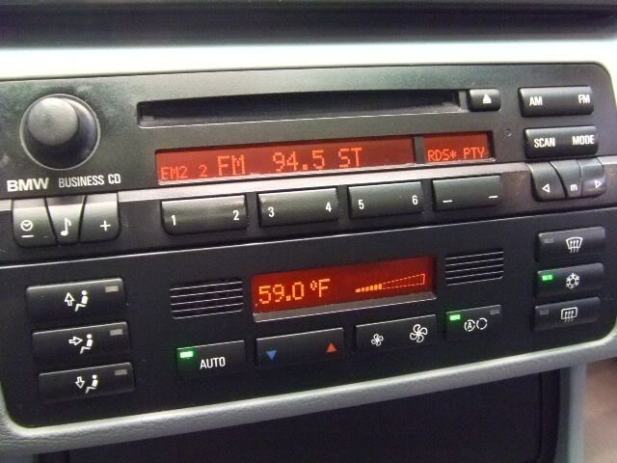 AM FM
SCAN MODE
FM2 2 FM 94.5 ST RDS* PTY
BMW BUSINESS CD
+ 1 2 3 4 5 6 – – m
59.0°F
AUTO
A